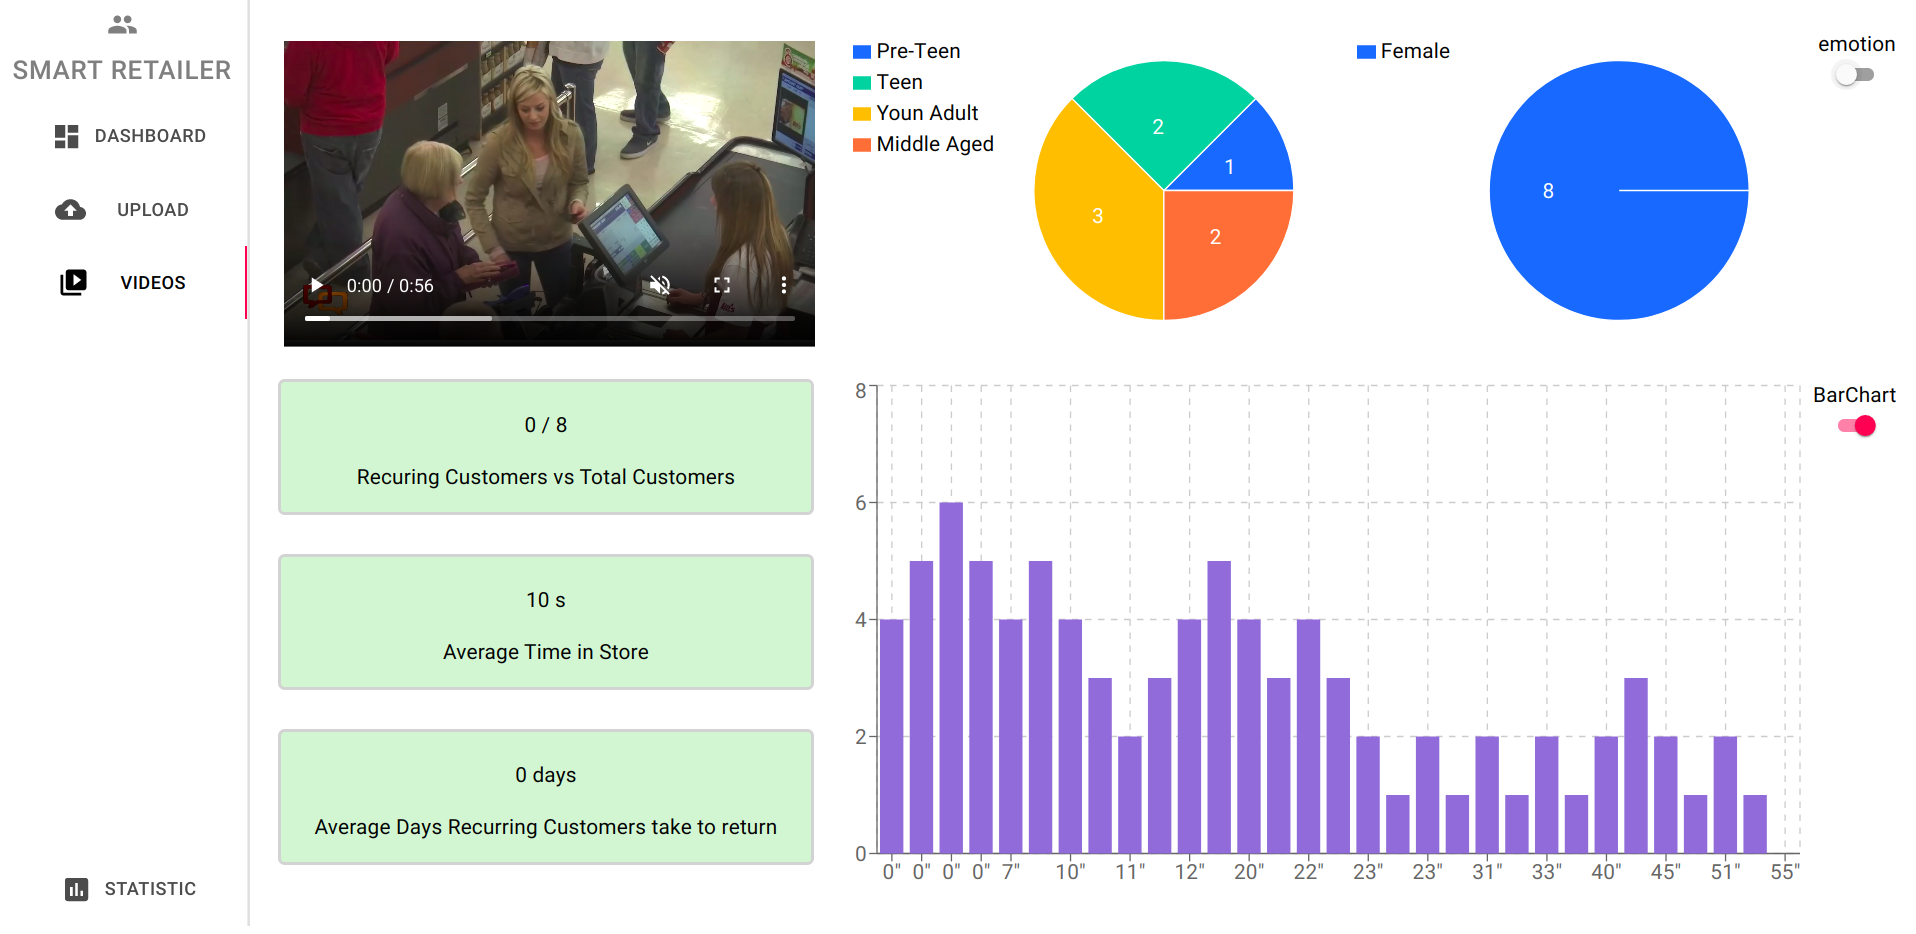 SMART RETAILER
DASHBOARD
UPLOAD
VIDEOS
STATISTIC
0:00 / 0:56
Pre-Teen
Teen
Youn Adult
Middle Aged
2
1
3
2
Female
8
emotion
0 / 8
Recuring Customers vs Total Customers
10 s
Average Time in Store
0 days
Average Days Recurring Customers take to return
BarChart
8
6
4
2
0
0" 0" 0" 0" 7" 10" 11" 12" 20" 22" 23" 23" 31" 33" 40" 45" 51" 55"